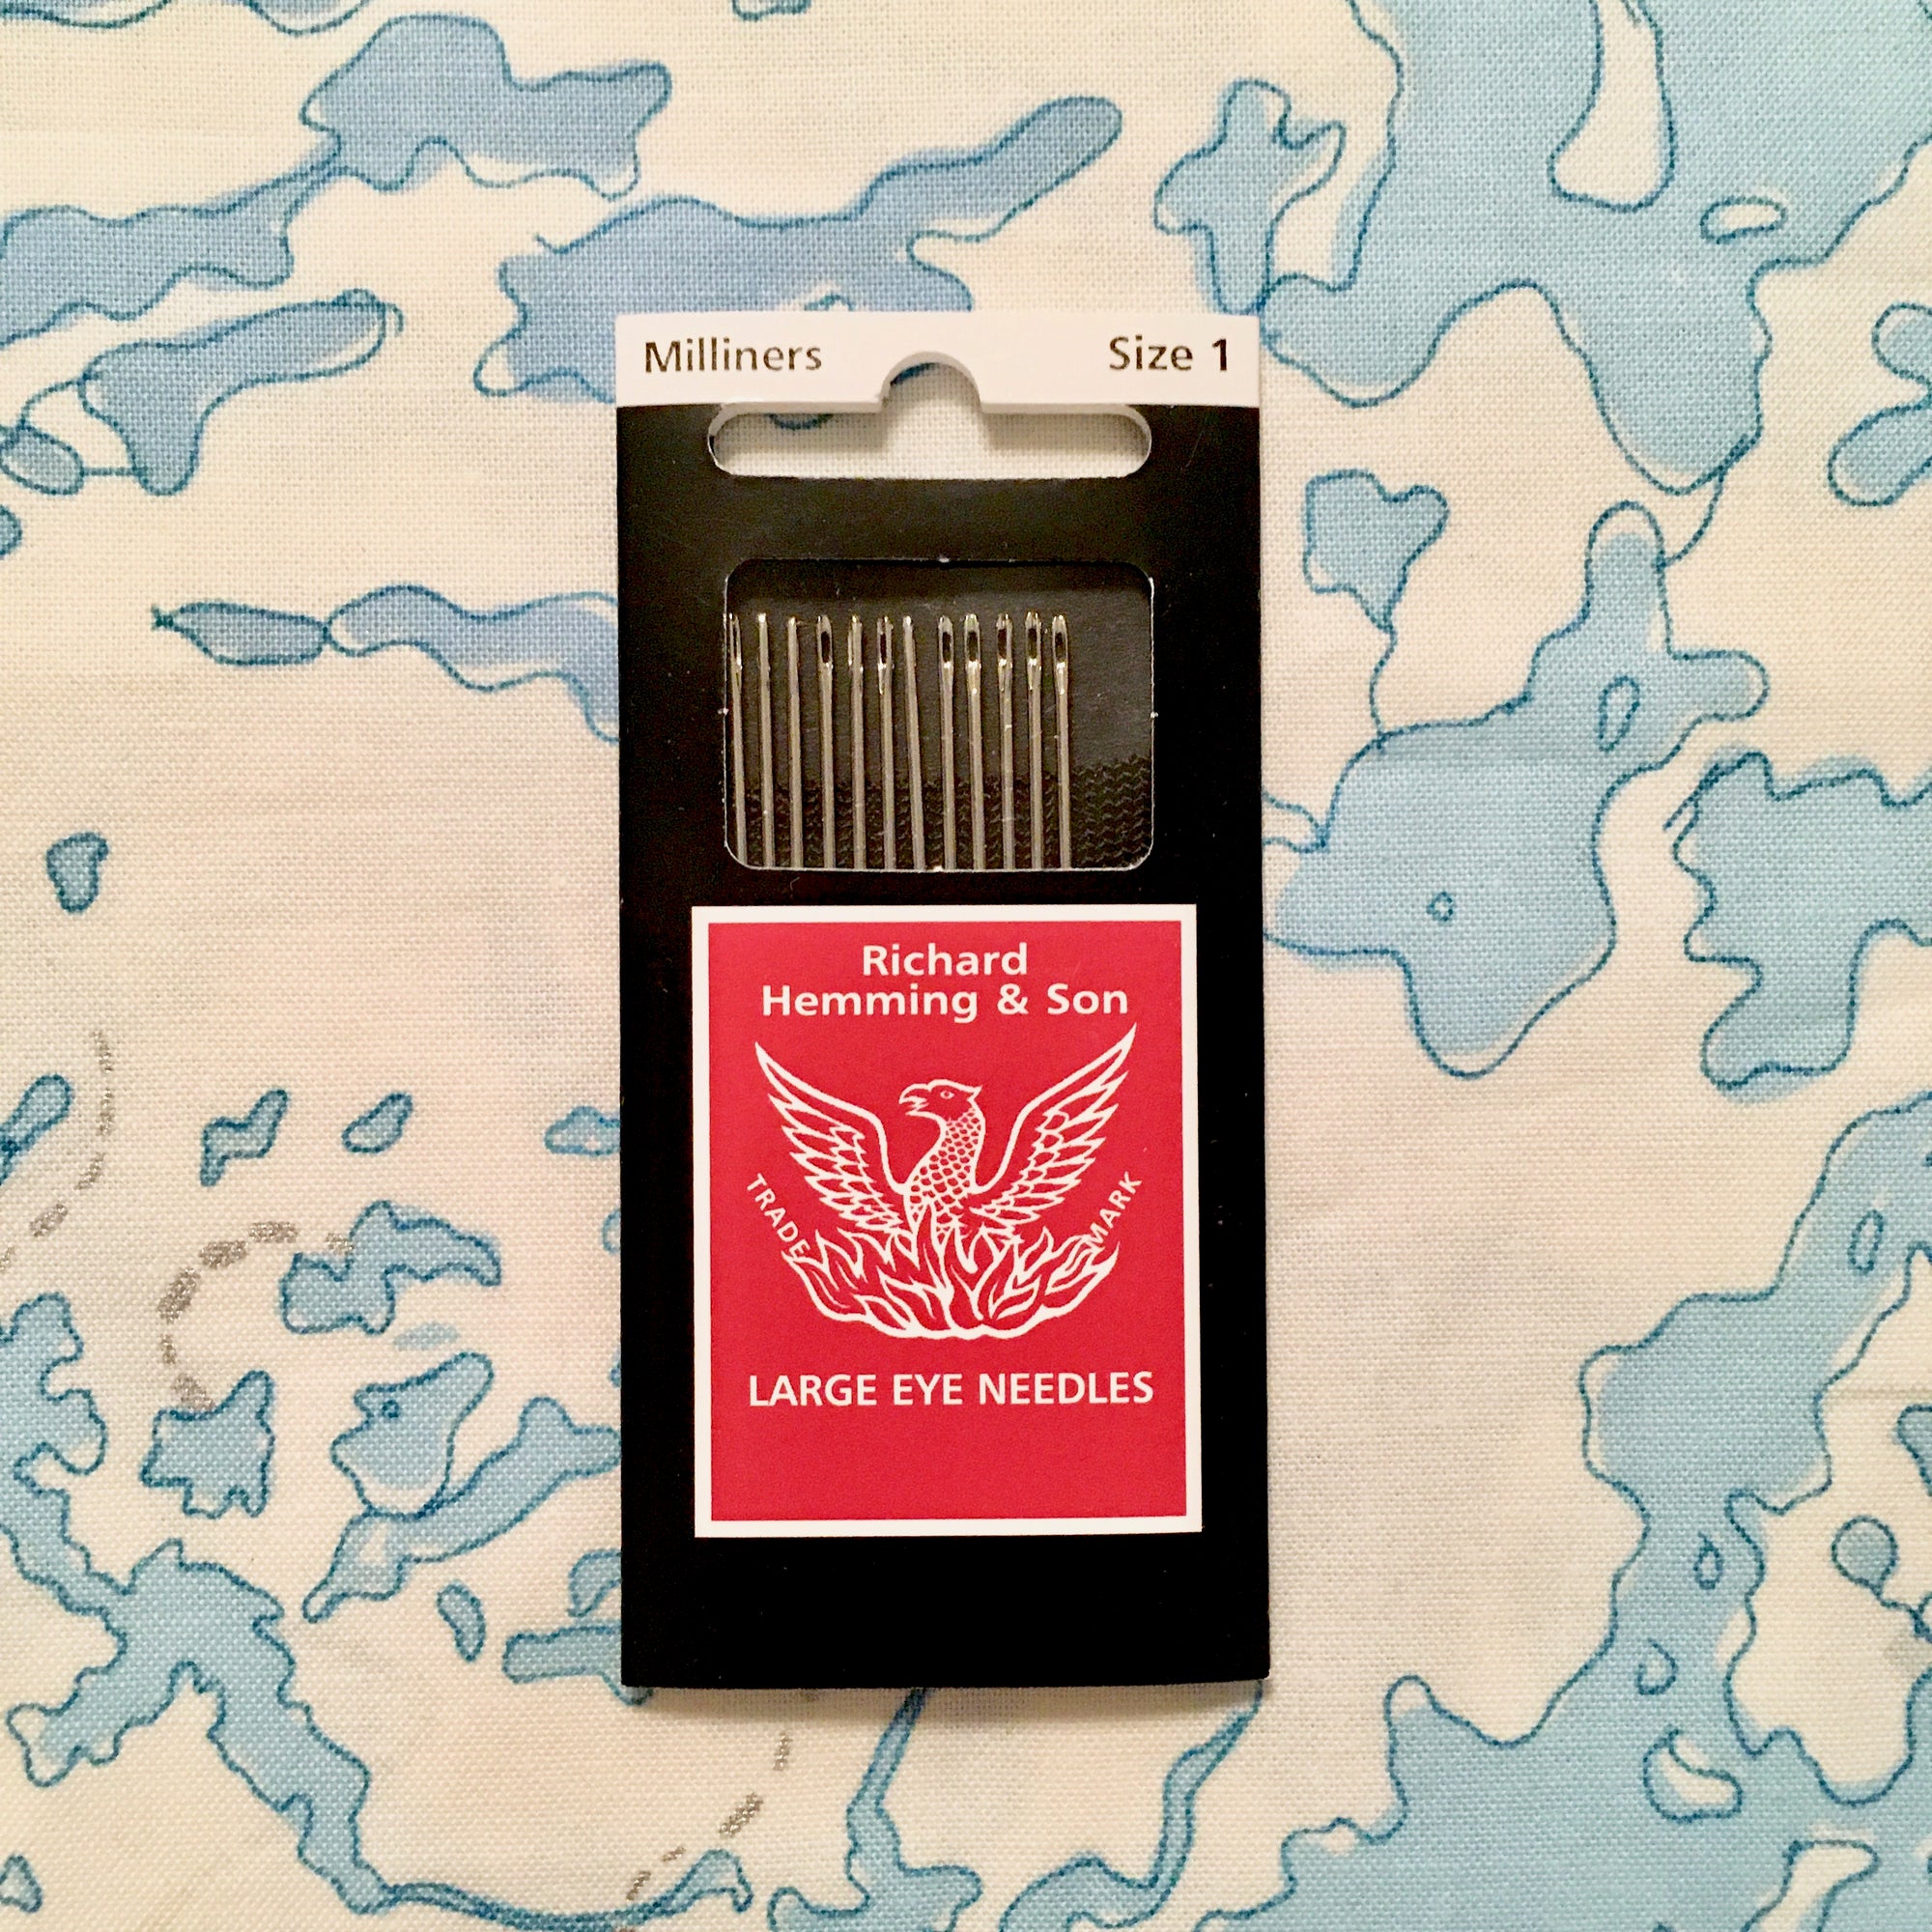 Milliners Size 1
Richard
Hemming & Son
TRADE MARK
LARGE EYE NEEDLES